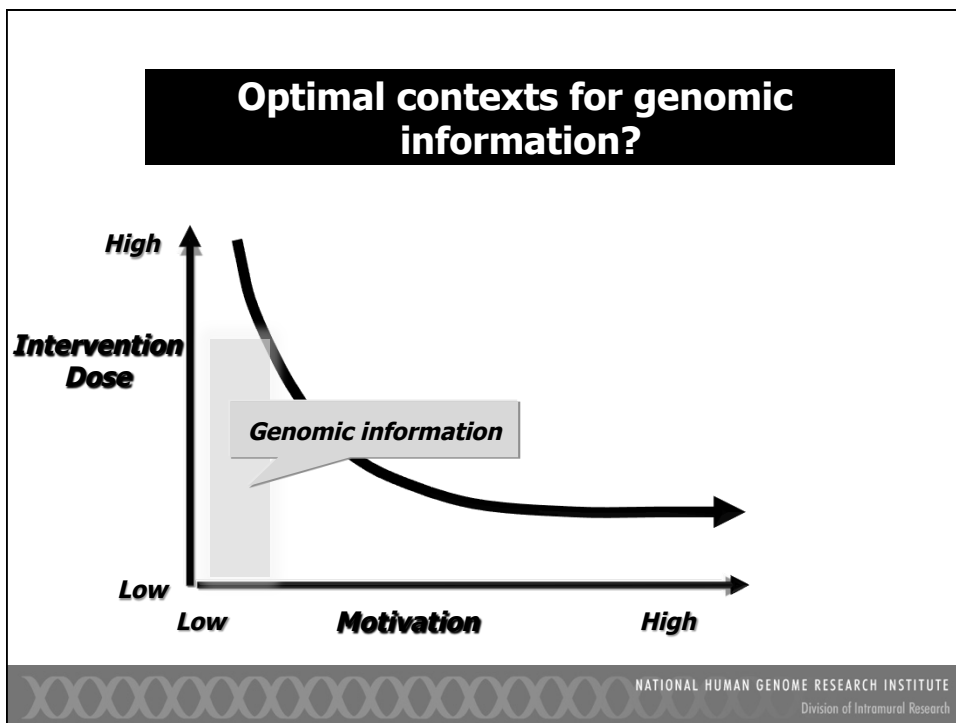 Optimal contexts for genomic
information?
High
Intervention
Dose
Genomic information
Low
Low
Motivation
High
NATIONAL HUMAN GENOME RESEARCH INSTITUTE
Division of Intramural Research